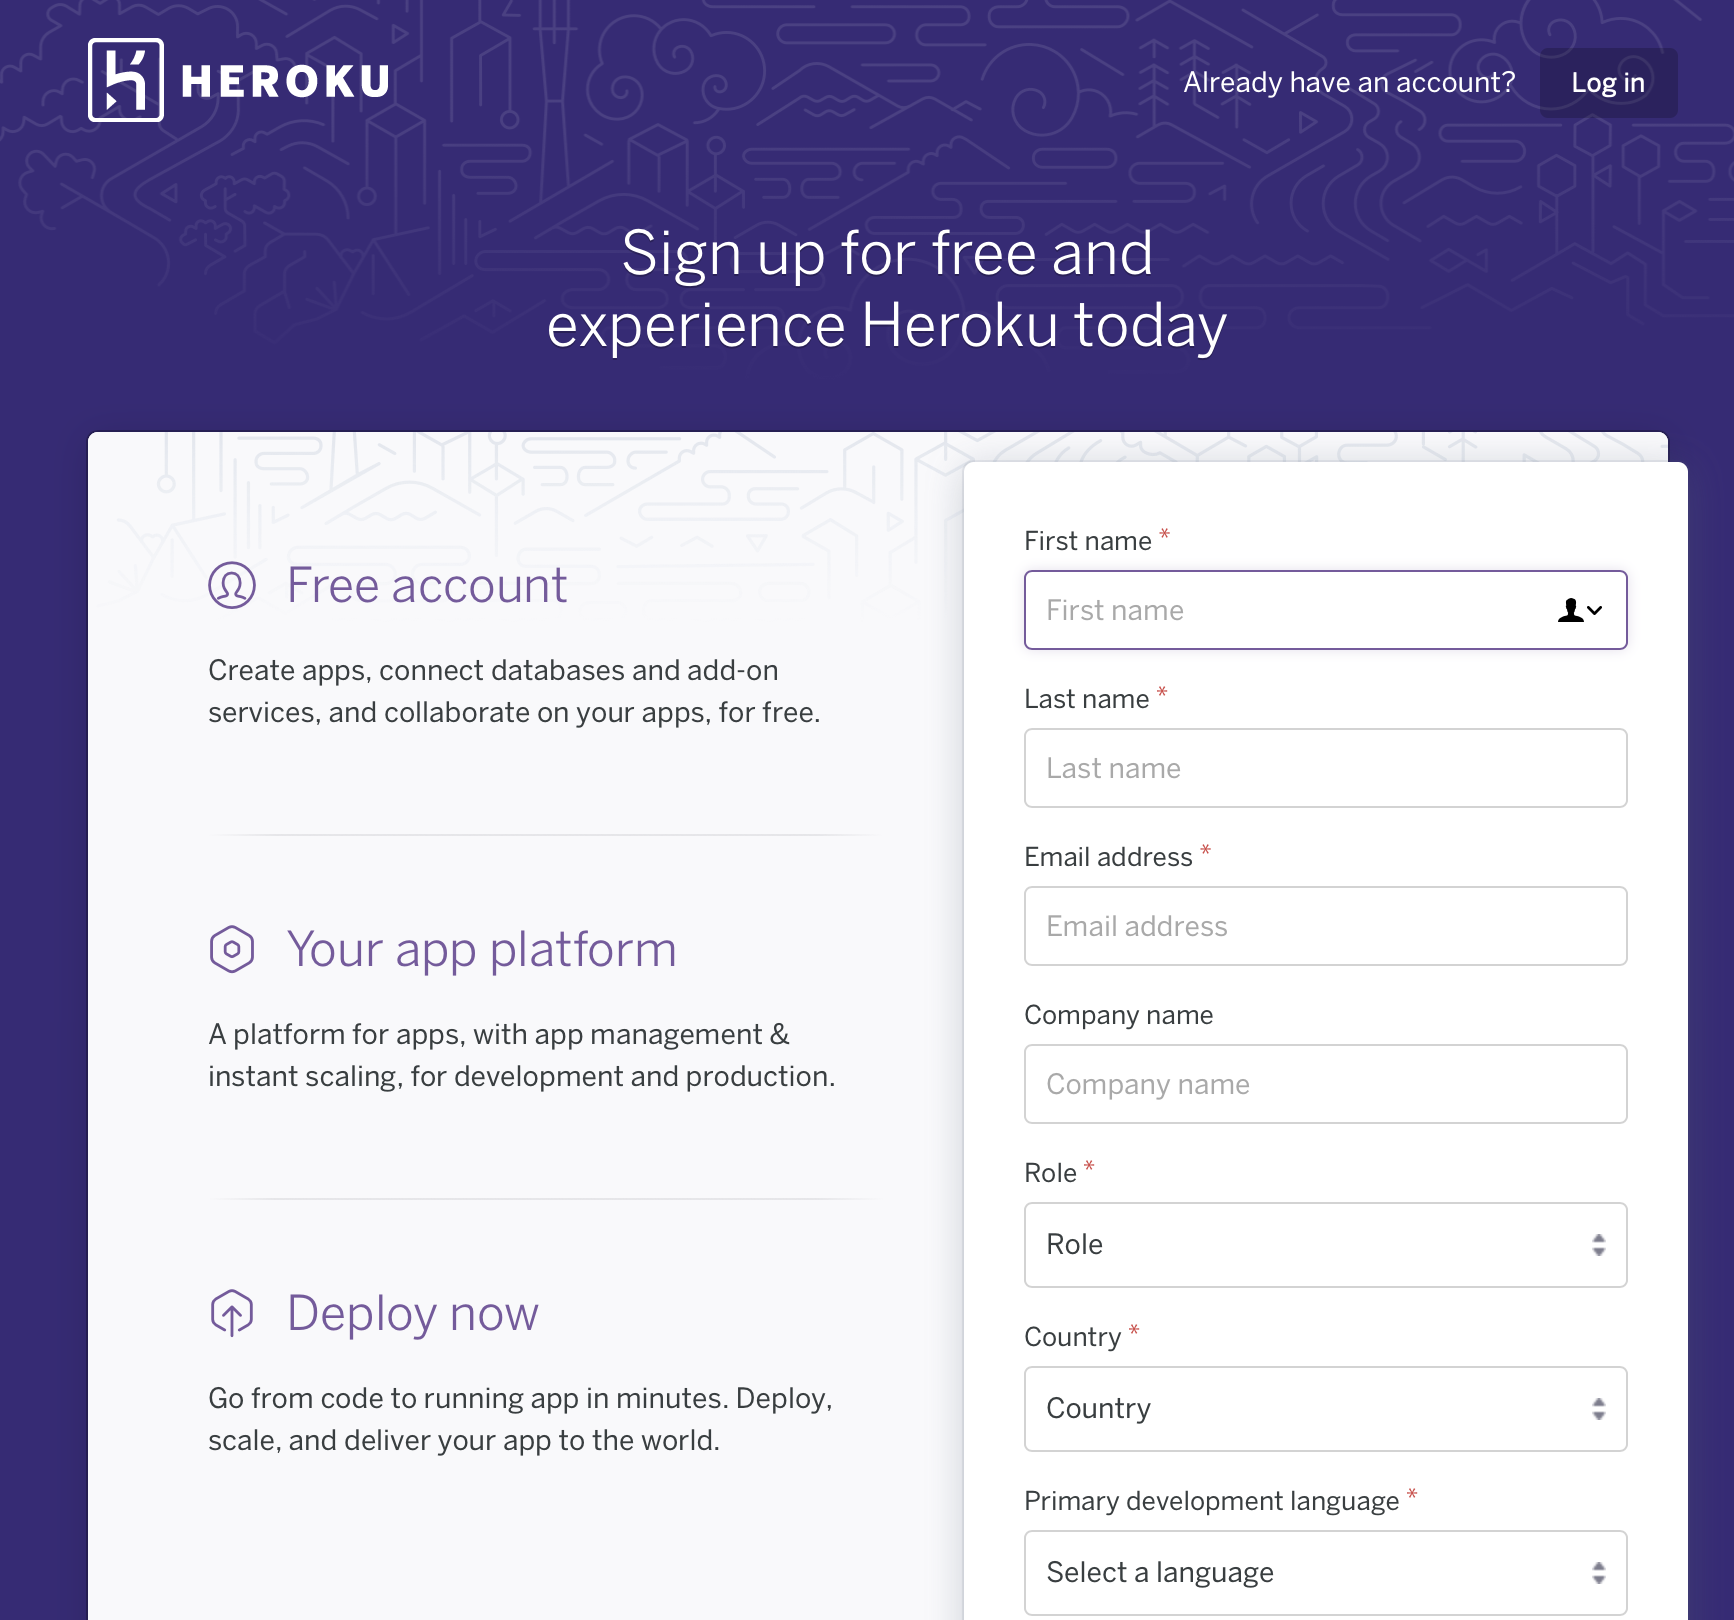 HEROKU
Already have an account?
Log in
Sign up for free and
experience Heroku today
Free account
Create apps, connect databases and add-on
services, and collaborate on your apps, for free.
Your app platform
A platform for apps, with app management &
instant scaling, for development and production.
Deploy now
Go from code to running app in minutes. Deploy,
scale, and deliver your app to the world.
First name *
First name
Last name *
Last name
Email address *
Email address
Company name
Company name
Role *
Role
Country *
Country
Primary development language *
Select a language